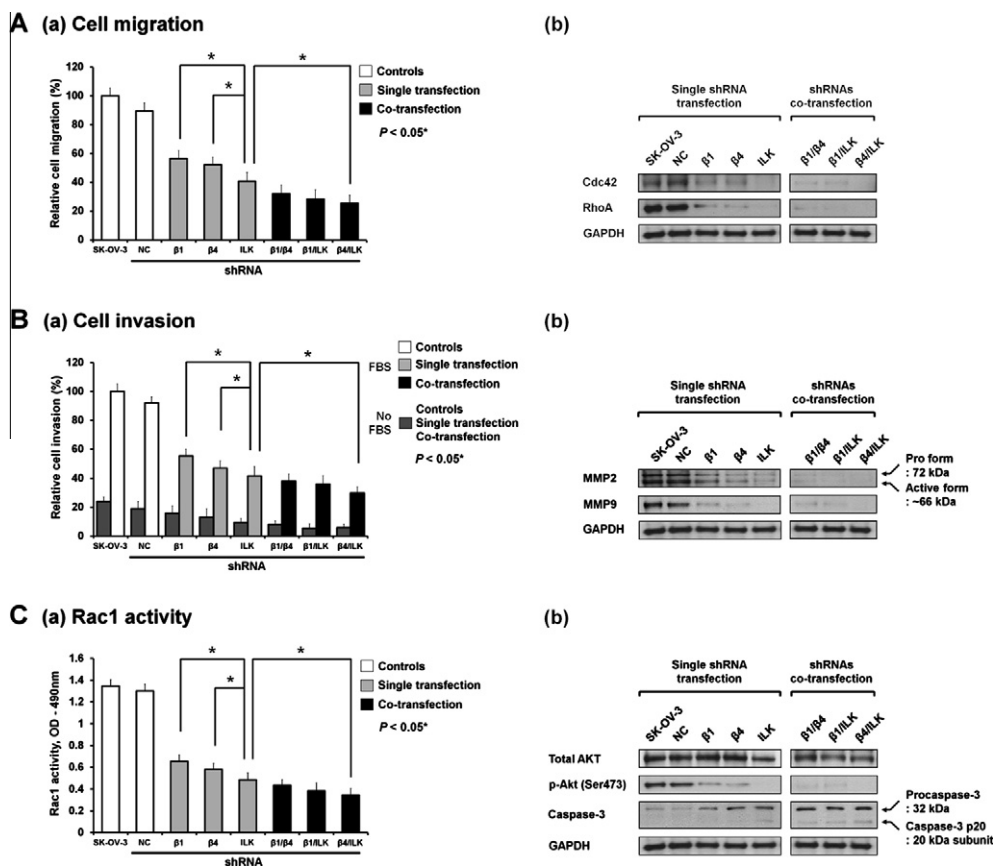 A (a) Cell migration
Relative cell migration (%)
120
100
80
60
40
20
0
* * *
Controls
Single transfection
Co-transfection
P < 0.05*
SK-OV-3 NC β1 β4 ILK β1/β4 β1/ILK β4/ILK
shRNA
(b)
Single shRNA transfection
shRNAs co-transfection
SK-OV-3 NC β1 β4 ILK β1/β4 β1/ILK β4/ILK
Cdc42
RhoA
GAPDH
B (a) Cell invasion
Relative cell invasion (%)
120
100
80
60
40
20
0
* * *
FBS
Controls
Single transfection
Co-transfection
No FBS
Controls
Single transfection
Co-transfection
P < 0.05*
SK-OV-3 NC β1 β4 ILK β1/β4 β1/ILK β4/ILK
shRNA
(b)
Single shRNA transfection
shRNAs co-transfection
SK-OV-3 NC β1 β4 ILK β1/β4 β1/ILK β4/ILK
MMP2
MMP9
GAPDH
Pro form
: 72 kDa
Active form
: ~66 kDa
C (a) Rac1 activity
Rac1 activity, OD - 490nm
1.6
1.4
1.2
1
0.8
0.6
0.4
0.2
0
* * *
Controls
Single transfection
Co-transfection
P < 0.05*
SK-OV-3 NC β1 β4 ILK β1/β4 β1/ILK β4/ILK
shRNA
(b)
Single shRNA transfection
shRNAs co-transfection
SK-OV-3 NC β1 β4 ILK β1/β4 β1/ILK β4/ILK
Total AKT
p-Akt (Ser473)
Caspase-3
GAPDH
Procaspase-3
: 32 kDa
Caspase-3 p20
: 20 kDa subunit